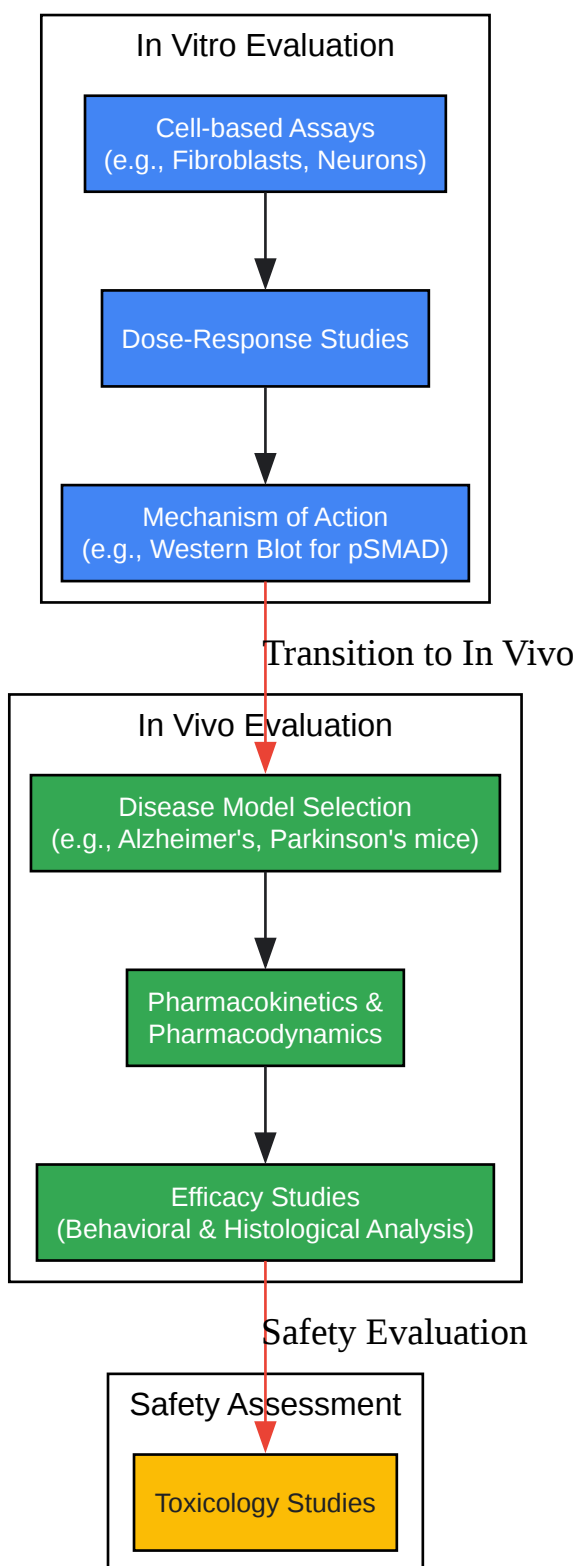 In Vitro Evaluation
Cell-based Assays
(e.g., Fibroblasts, Neurons)
Dose-Response Studies
Mechanism of Action
(e.g., Western Blot for pSMAD)
Transition to In Vivo
In Vivo Evaluation
Disease Model Selection
(e.g., Alzheimer's, Parkinson's mice)
Pharmacokinetics &
Pharmacodynamics
Efficacy Studies
(Behavioral & Histological Analysis)
Safety Evaluation
Safety Assessment
Toxicology Studies